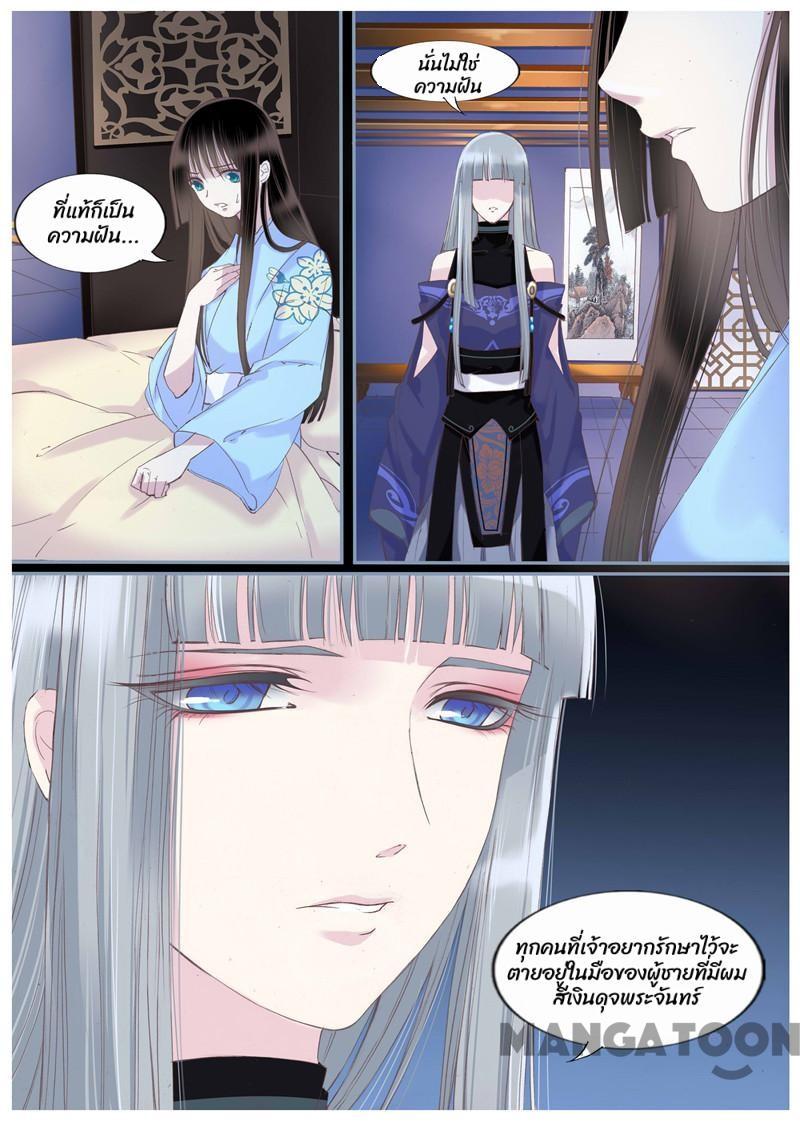 ที่แท้ก็เป็น
ความฝัน...
นั่นไม่ใช่
ความฝัน
ทุกคนที่เจ้าอยากรักษาไว้จะ
ตายอยู่ในมือของผู้ชายที่มีผม
สีเงินดุจพระจันทร์
MANGATOON